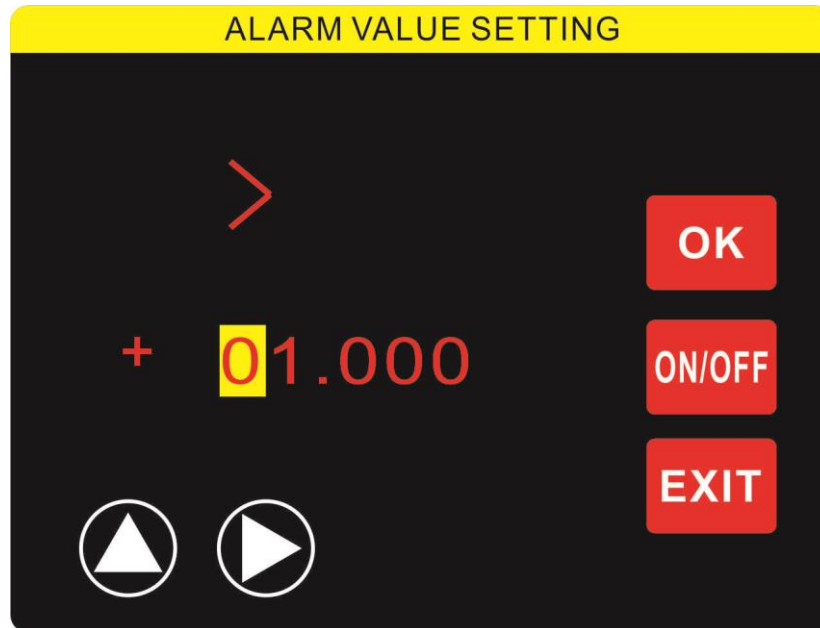 ALARM VALUE SETTING
>
OK
+ 01.000
ON/OFF
EXIT